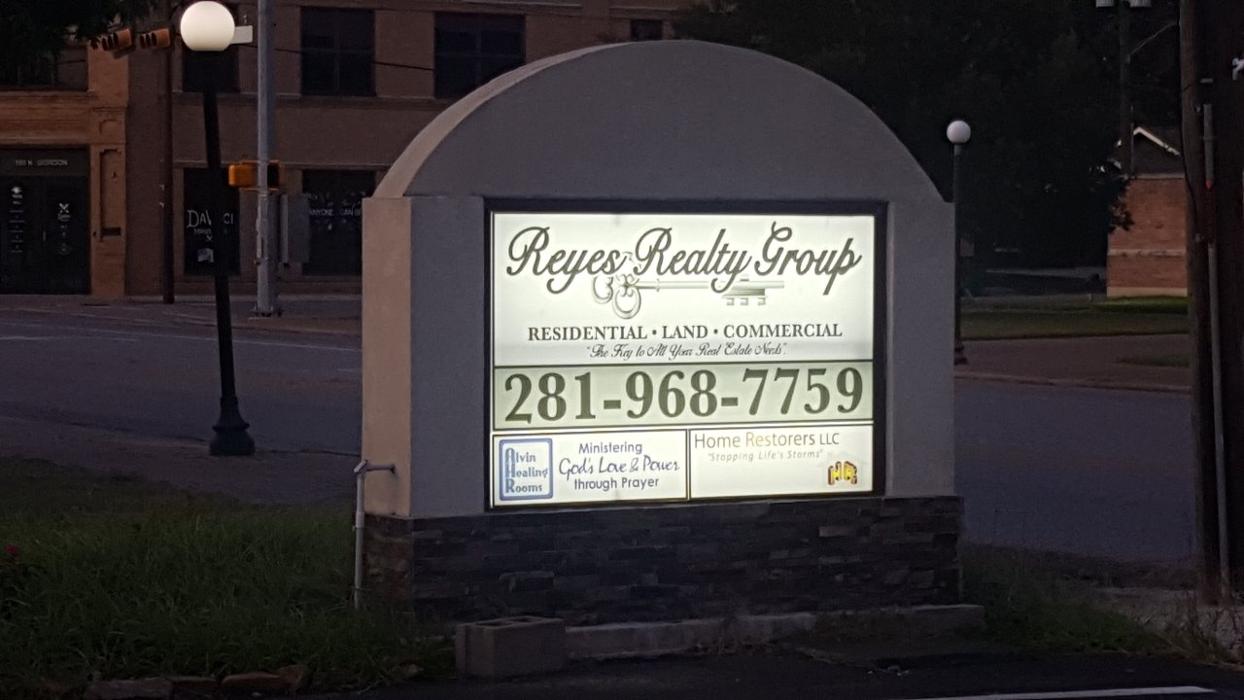 Reyes Realty Group
RESIDENTIAL • LAND • COMMERCIAL
"The Key to All Your Real Estate Needs".
281-968-7759
Alvin
Healing
Rooms
Ministering
God's Love & Power
through Prayer
Home Restorers LLC
"Stopping Life's Storms"
HR